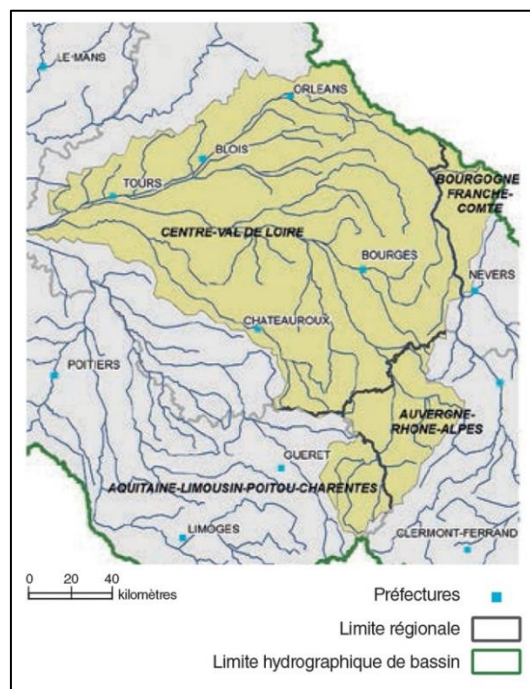 LE-MANS
ORLEANS
BLOIS
BOURGOGNE
FRANCHE-
COMTE
TOURS
CENTRE-VAL DE LOIRE
BOURGES
NEVERS
CHATEAUROUX
POITIERS
AUVERGNE-
RHONE-ALPES
GUERET
AQUITAINE-LIMOUSIN-POITOU-CHARENTES
LIMOGES
CLERMONT-FERRAND
0 20 40
kilomètres
Préfectures
Limite régionale
Limite hydrographique de bassin